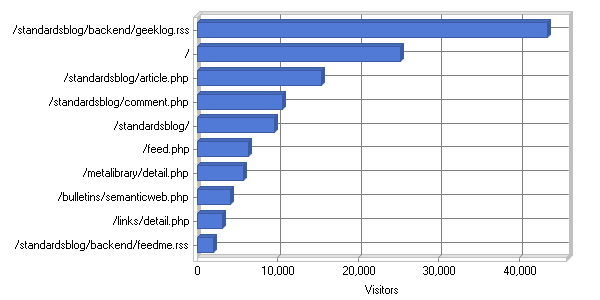 /standardsblog/backend/geeklog.rss
/
/standardsblog/article.php
/standardsblog/comment.php
/standardsblog/
/feed.php
/metalibrary/detail.php
/bulletins/semanticweb.php
/links/detail.php
/standardsblog/backend/feedme.rss
0 10,000 20,000 30,000 40,000
Visitors